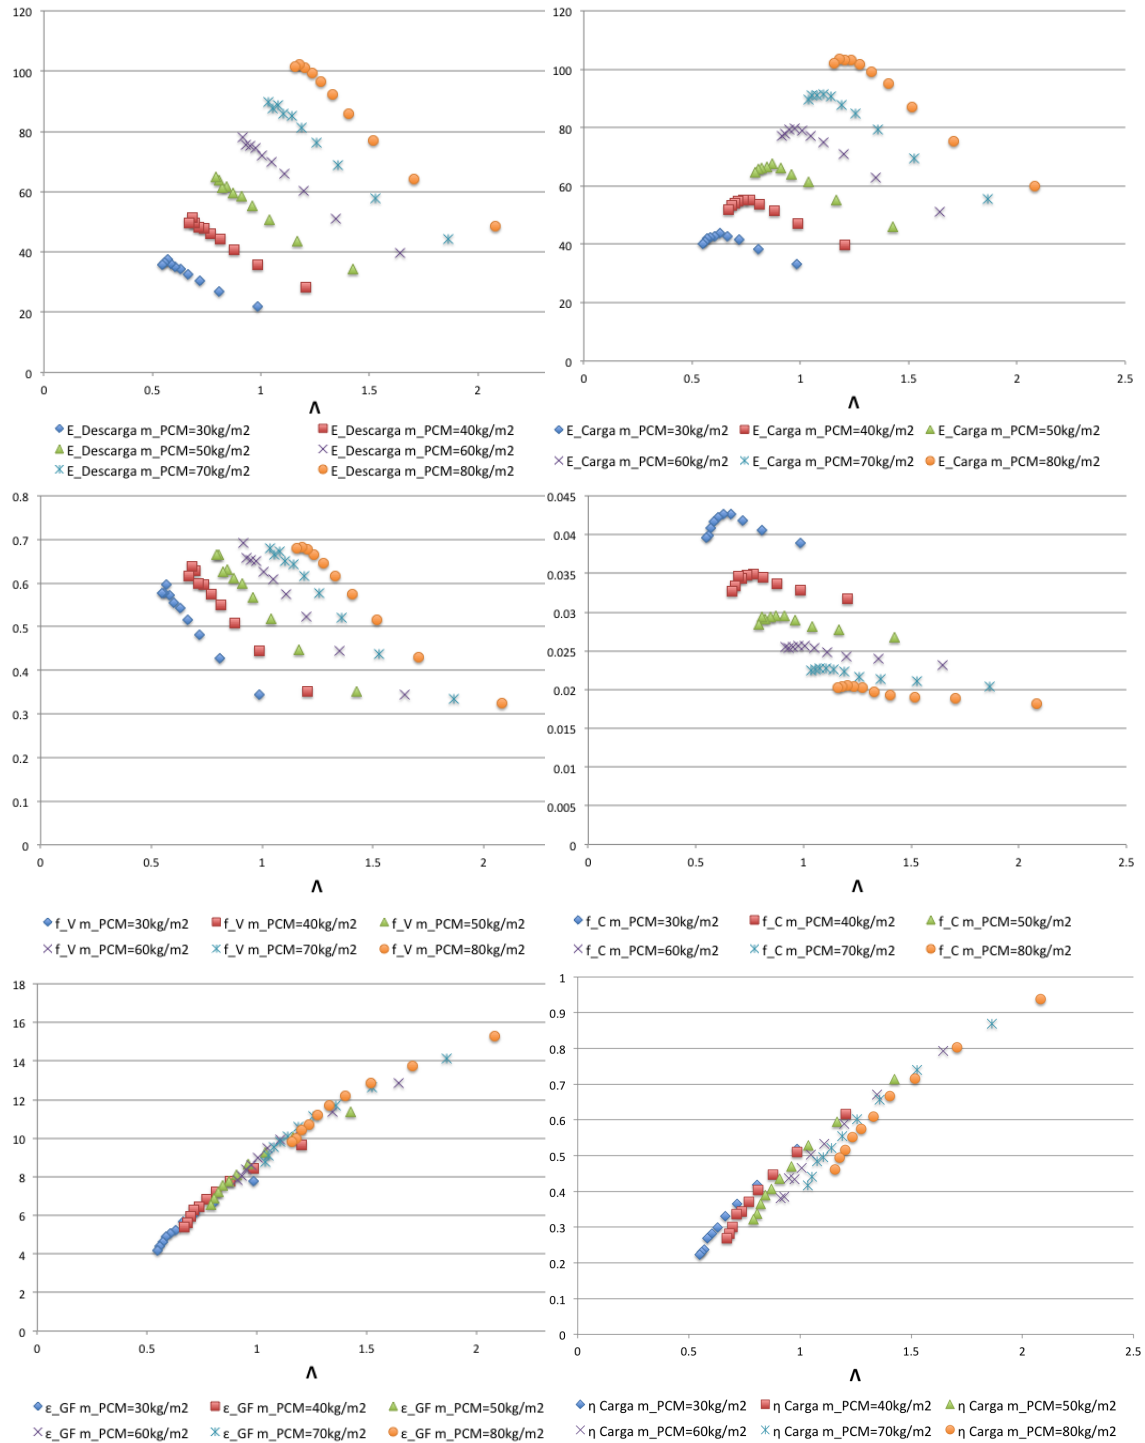 120
100
80
60
40
20
0
0 0.5 1 1.5 2
Λ
E_Descarga m_PCM=30kg/m2 E_Descarga m_PCM=40kg/m2
E_Descarga m_PCM=50kg/m2 E_Descarga m_PCM=60kg/m2
E_Descarga m_PCM=70kg/m2 E_Descarga m_PCM=80kg/m2
120
100
80
60
40
20
0
0 0.5 1 1.5 2 2.5
Λ
E_Carga m_PCM=30kg/m2 E_Carga m_PCM=40kg/m2 E_Carga m_PCM=50kg/m2
E_Carga m_PCM=60kg/m2 E_Carga m_PCM=70kg/m2 E_Carga m_PCM=80kg/m2
0.8
0.7
0.6
0.5
0.4
0.3
0.2
0.1
0
0 0.5 1 1.5 2
Λ
f_V m_PCM=30kg/m2 f_V m_PCM=40kg/m2 f_V m_PCM=50kg/m2
f_V m_PCM=60kg/m2 f_V m_PCM=70kg/m2 f_V m_PCM=80kg/m2
0.045
0.04
0.035
0.03
0.025
0.02
0.015
0.01
0.005
0
0 0.5 1 1.5 2 2.5
Λ
f_C m_PCM=30kg/m2 f_C m_PCM=40kg/m2 f_C m_PCM=50kg/m2
f_C m_PCM=60kg/m2 f_C m_PCM=70kg/m2 f_C m_PCM=80kg/m2
18
16
14
12
10
8
6
4
2
0
0 0.5 1 1.5 2
Λ
ε_GF m_PCM=30kg/m2 ε_GF m_PCM=40kg/m2 ε_GF m_PCM=50kg/m2
ε_GF m_PCM=60kg/m2 ε_GF m_PCM=70kg/m2 ε_GF m_PCM=80kg/m2
1
0.9
0.8
0.7
0.6
0.5
0.4
0.3
0.2
0.1
0
0 0.5 1 1.5 2 2.5
Λ
η Carga m_PCM=30kg/m2 η Carga m_PCM=40kg/m2 η Carga m_PCM=50kg/m2
η Carga m_PCM=60kg/m2 η Carga m_PCM=70kg/m2 η Carga m_PCM=80kg/m2